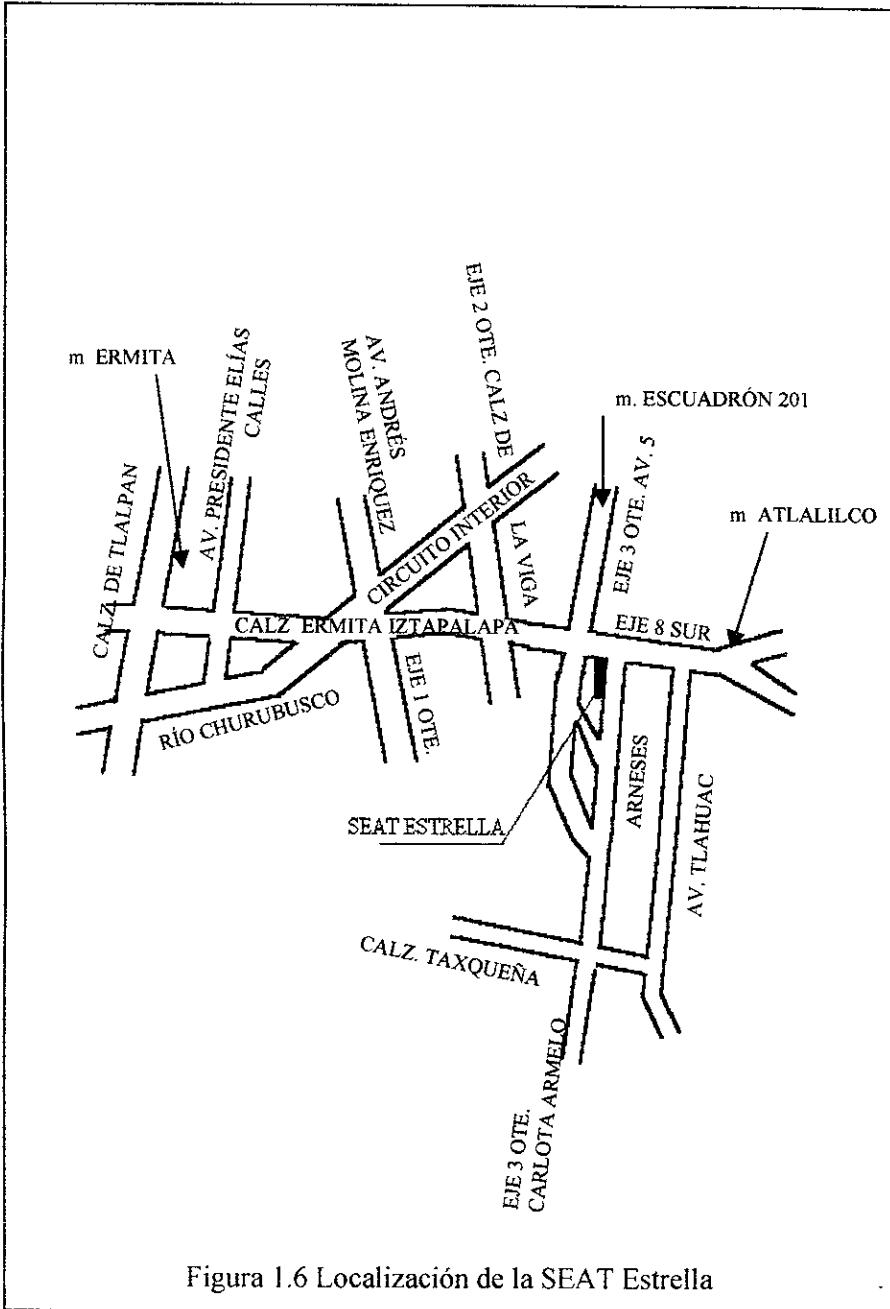 m ERMITA
CALZ. DE TLALPAN
AV. PRESIDENTE ELÍAS
CALLES
AV. ANDRÉS
MOLINA ENRIQUEZ
EJE 2 OTE. CALZ DE
LA VIGA
CIRCUITO INTERIOR
m. ESCUADRÓN 201
EJE 3 OTE. AV. 5
m ATLALILCO
CALZ ERMITA IZTAPALAPA
EJE 8 SUR
RÍO CHURUBUSCO
EJE 1 OTE.
SEAT ESTRELLA
ARNESES
AV. TLAHUAC
CALZ. TAXQUEÑA
EJE 3 OTE.
CARLOTA ARMELO
Figura 1.6 Localización de la SEAT Estrella